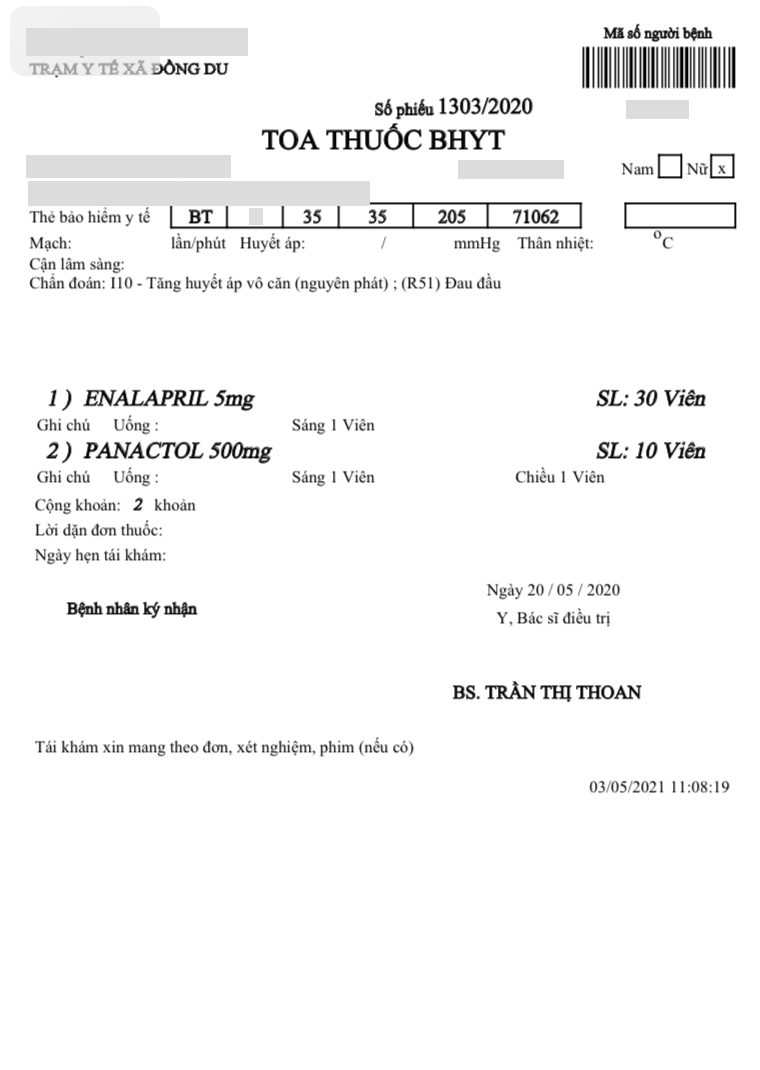 Mã số người bệnh
TRẠM Y TẾ XÃ ĐỒNG DU
Số phiếu 1303/2020
TOA THUỐC BHYT
Nam Nữ x
Thẻ bảo hiểm y tế BT 35 35 205 71062
Mạch: lần/phút Huyết áp: / mmHg Thân nhiệt: °C
Cận lâm sàng:
Chẩn đoán: I10 - Tăng huyết áp vô căn (nguyên phát) ; (R51) Đau đầu
1 ) ENALAPRIL 5mg SL: 30 Viên
Ghi chú Uống : Sáng 1 Viên
2 ) PANACTOL 500mg SL: 10 Viên
Ghi chú Uống : Sáng 1 Viên Chiều 1 Viên
Cộng khoản: 2 khoản
Lời dặn đơn thuốc:
Ngày hẹn tái khám:
Ngày 20 / 05 / 2020
Bệnh nhân ký nhận
Y, Bác sĩ điều trị
BS. TRẦN THỊ THOAN
Tái khám xin mang theo đơn, xét nghiệm, phim (nếu có)
03/05/2021 11:08:19